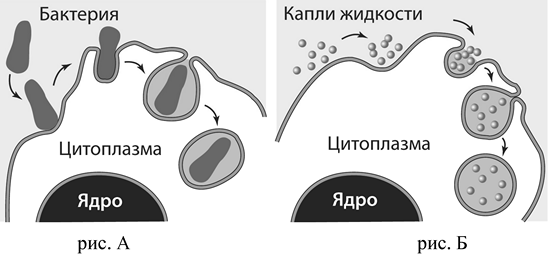 Бактерия
Цитоплазма
Ядро
рис. А
Капли жидкости
Цитоплазма
Ядро
рис. Б